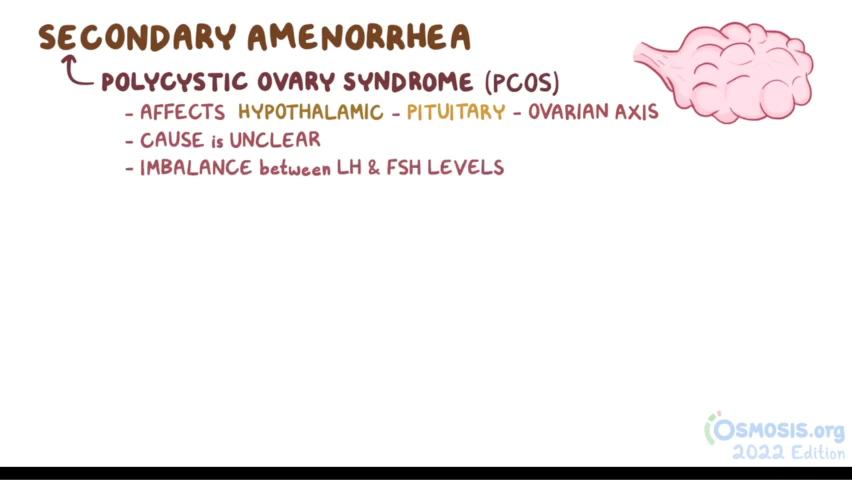 SECONDARY AMENORRHEA
POLYCYSTIC OVARY SYNDROME (PCOS)
- AFFECTS HYPOTHALAMIC - PITUITARY - OVARIAN AXIS
- CAUSE is UNCLEAR
- IMBALANCE between LH & FSH LEVELS
OSMOSIS.org
2022 Edition